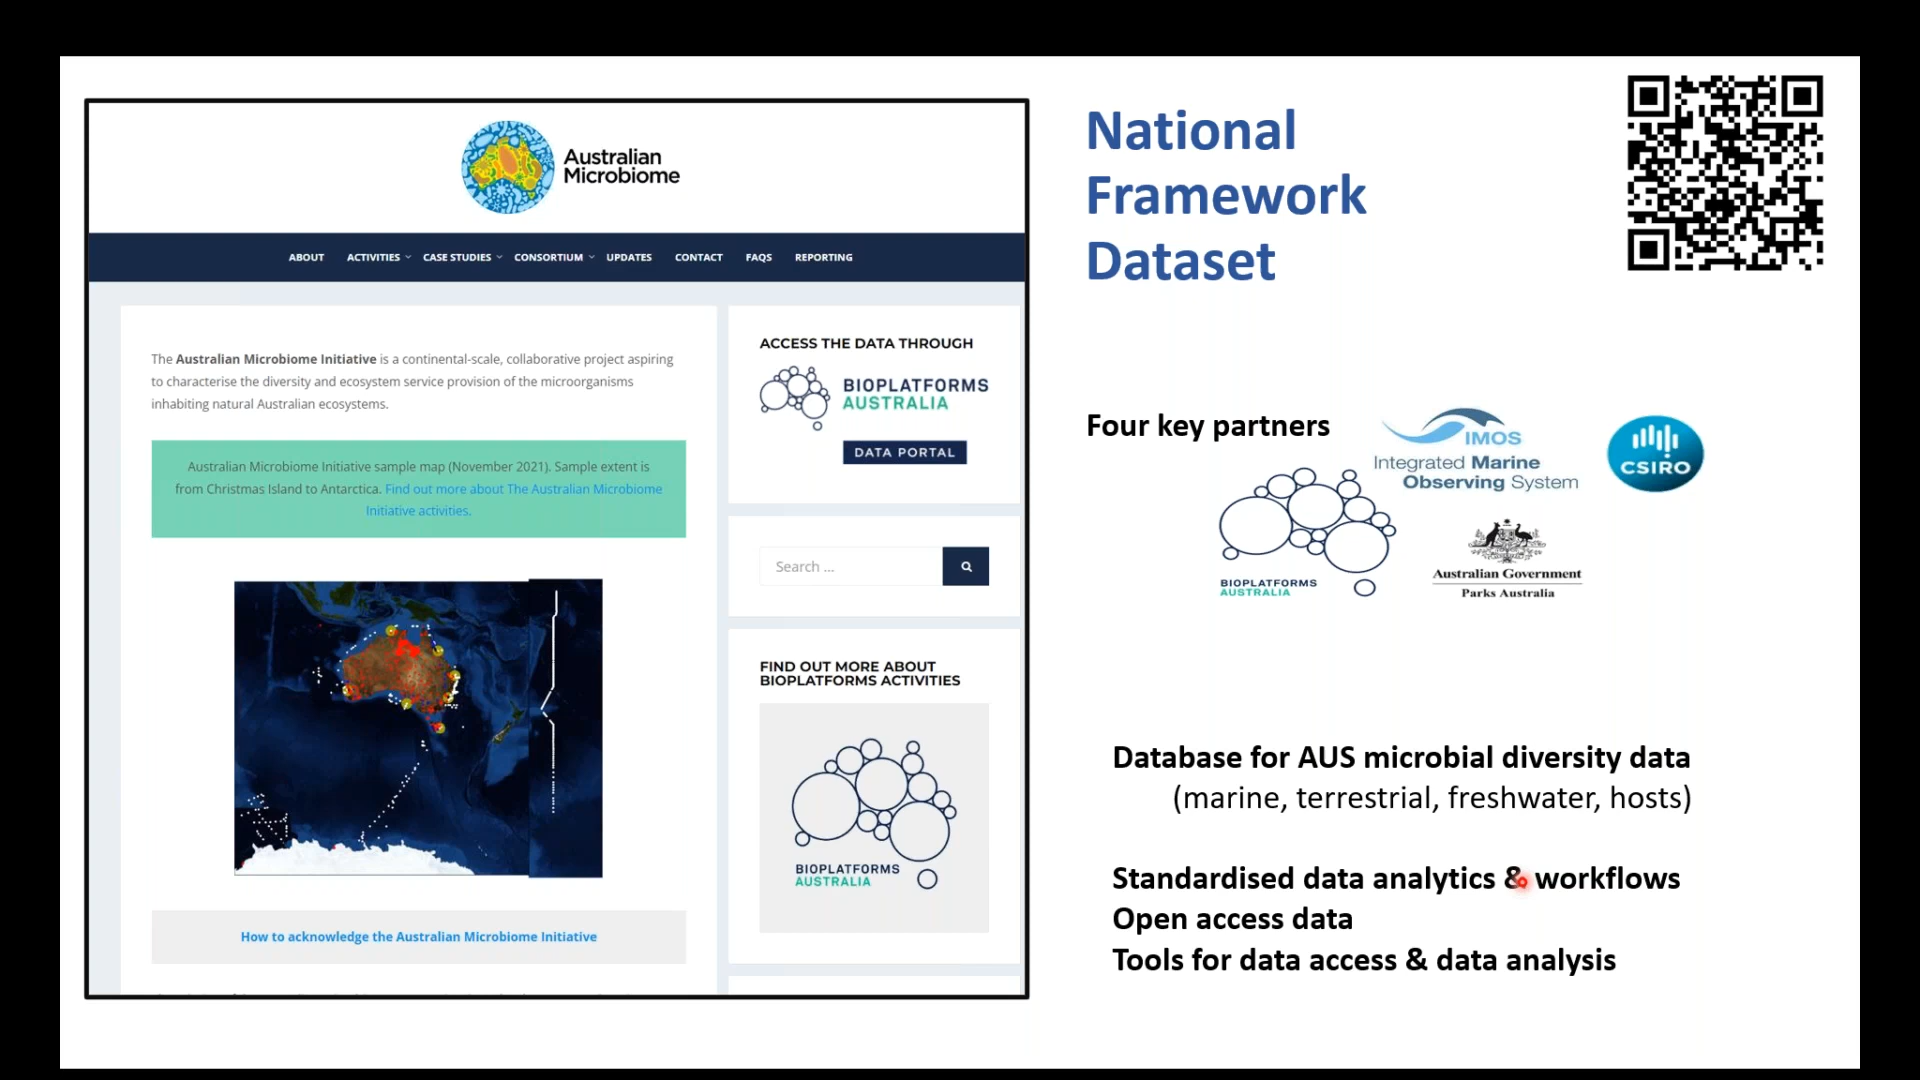 Australian
Microbiome
ABOUT ACTIVITIES CASE STUDIES CONSORTIUM UPDATES CONTACT FAQS REPORTING
The Australian Microbiome Initiative is a continental-scale, collaborative project aspiring
to characterise the diversity and ecosystem service provision of the microorganisms
inhabiting natural Australian ecosystems.
Australian Microbiome Initiative sample map (November 2021). Sample extent is
from Christmas Island to Antarctica. Find out more about The Australian Microbiome
Initiative activities.
How to acknowledge the Australian Microbiome Initiative
ACCESS THE DATA THROUGH
BIOPLATFORMS
AUSTRALIA
DATA PORTAL
Search ...
FIND OUT MORE ABOUT
BIOPLATFORMS ACTIVITIES
BIOPLATFORMS
AUSTRALIA
National
Framework
Dataset
Four key partners
IMOS
Integrated Marine
Observing System
CSIRO
BIOPLATFORMS
AUSTRALIA
Australian Government
Parks Australia
Database for AUS microbial diversity data
(marine, terrestrial, freshwater, hosts)
Standardised data analytics & workflows
Open access data
Tools for data access & data analysis